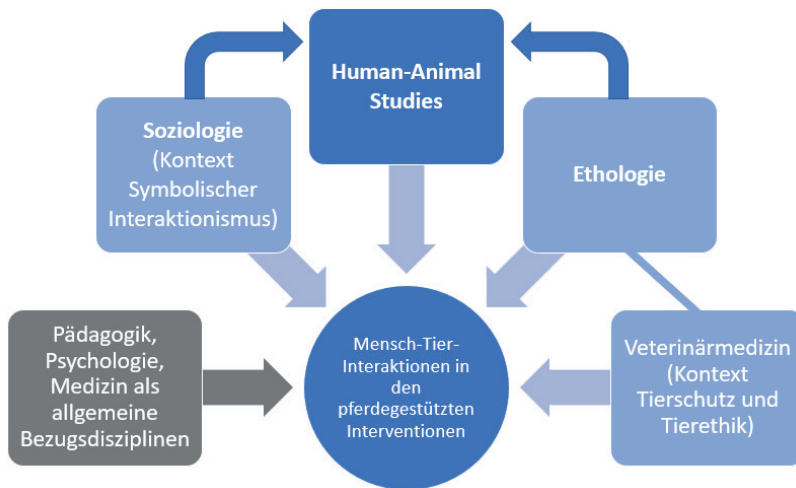 Human-Animal
Studies
Soziologie
(Kontext
Symbolischer
Interaktionismus)
Ethologie
Pädagogik,
Psychologie,
Medizin als
allgemeine
Bezugsdisziplinen
Mensch-Tier-
Interaktionen in
den
pferdegestützten
Interventionen
Veterinärmedizin
(Kontext
Tierschutz und
Tierethik)